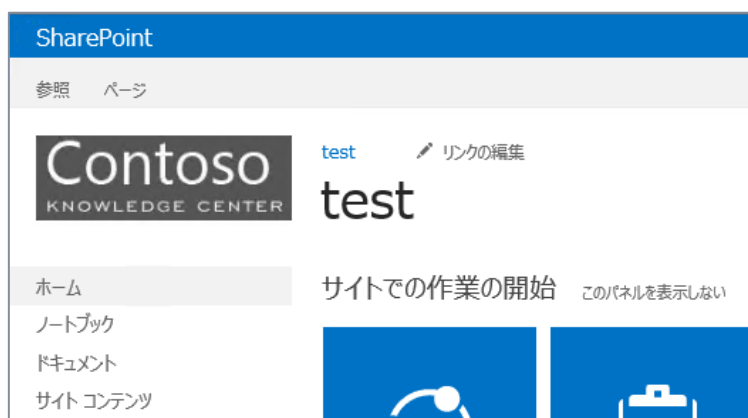 SharePoint
参照 ページ
Contoso
KNOWLEDGE CENTER
test リンクの編集
test
ホーム
ノートブック
ドキュメント
サイト コンテンツ
サイトでの作業の開始 このパネルを表示しない